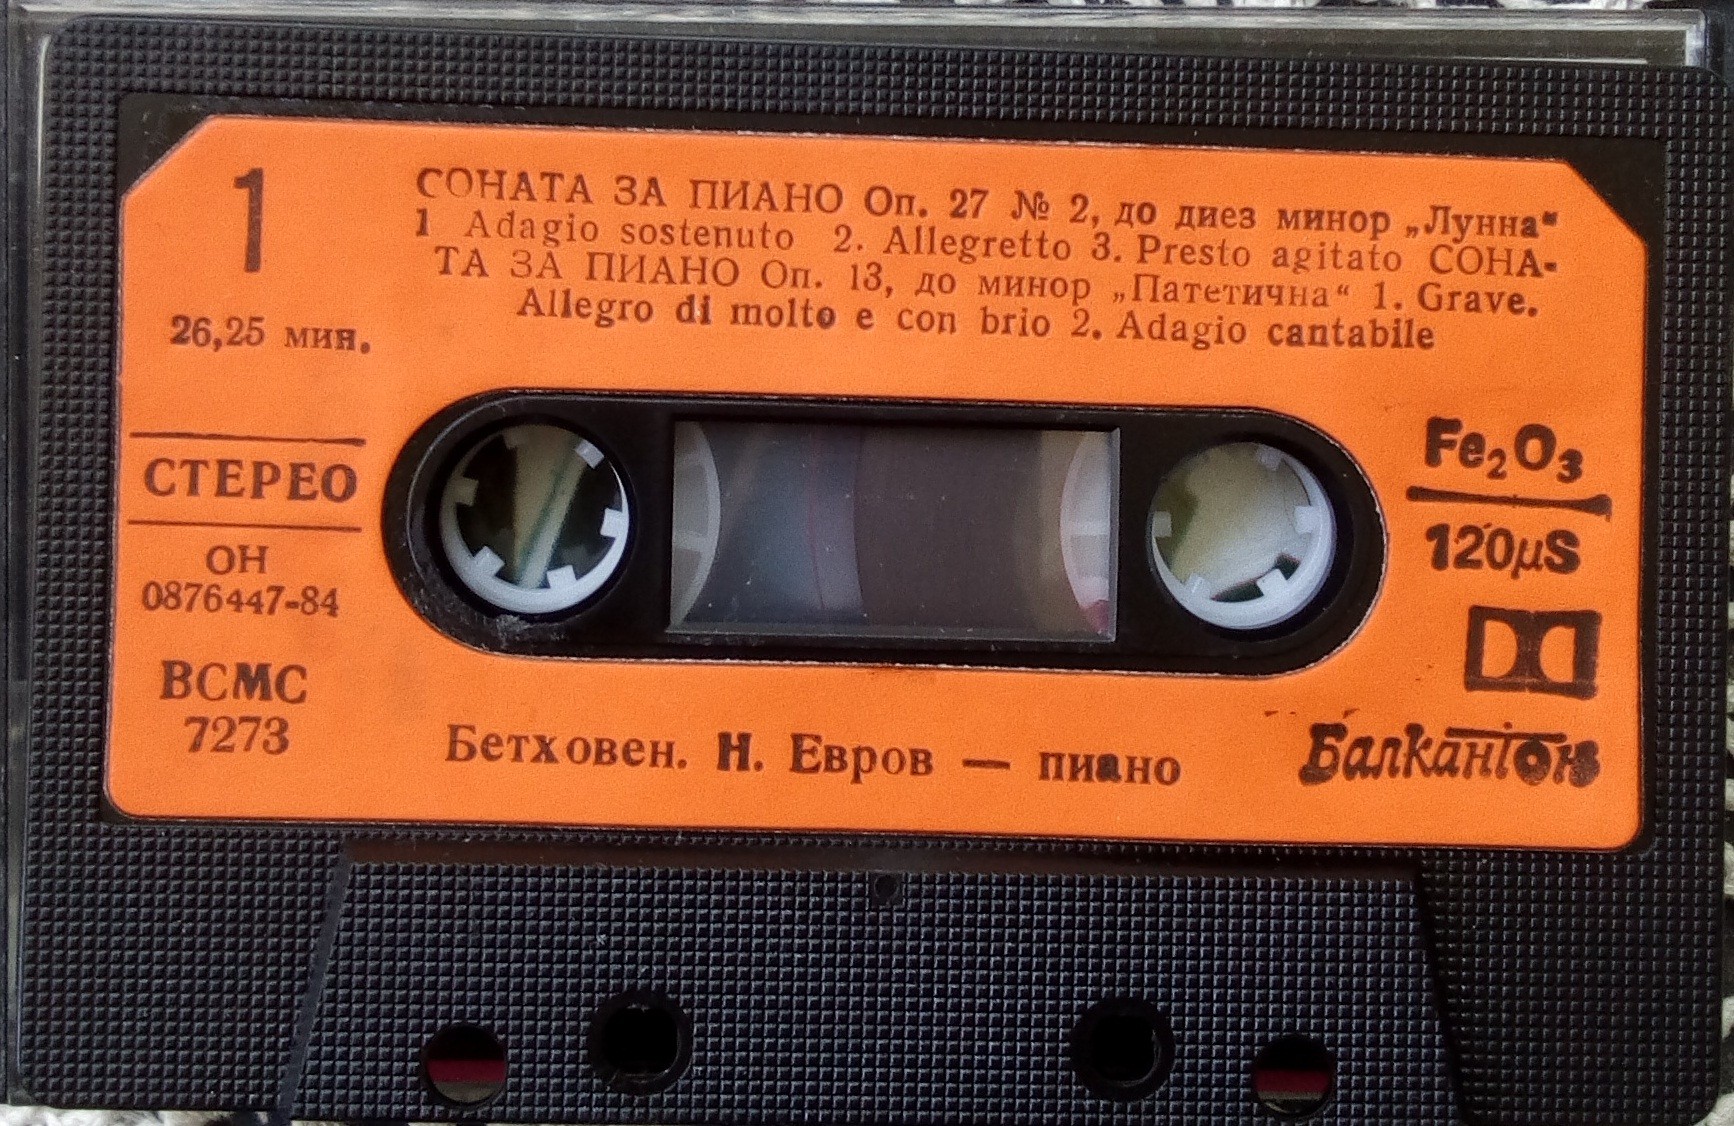 1
СОНАТА ЗА ПИАНО Оп. 27 № 2, до диез минор „Лунна“
1 Adagio sostenuto 2. Allegretto 3. Presto agitato СОНА-
ТА ЗА ПИАНО Оп. 13, до минор „Патетична“ 1. Grave.
Allegro di molto e con brio 2. Adagio cantabile
26,25 мин.
СТЕРЕО
ОН
0876447-84
ВСМС
7273
Fe₂O₃
120μS
Бетховен. Н. Евров — пиано
Балкантон